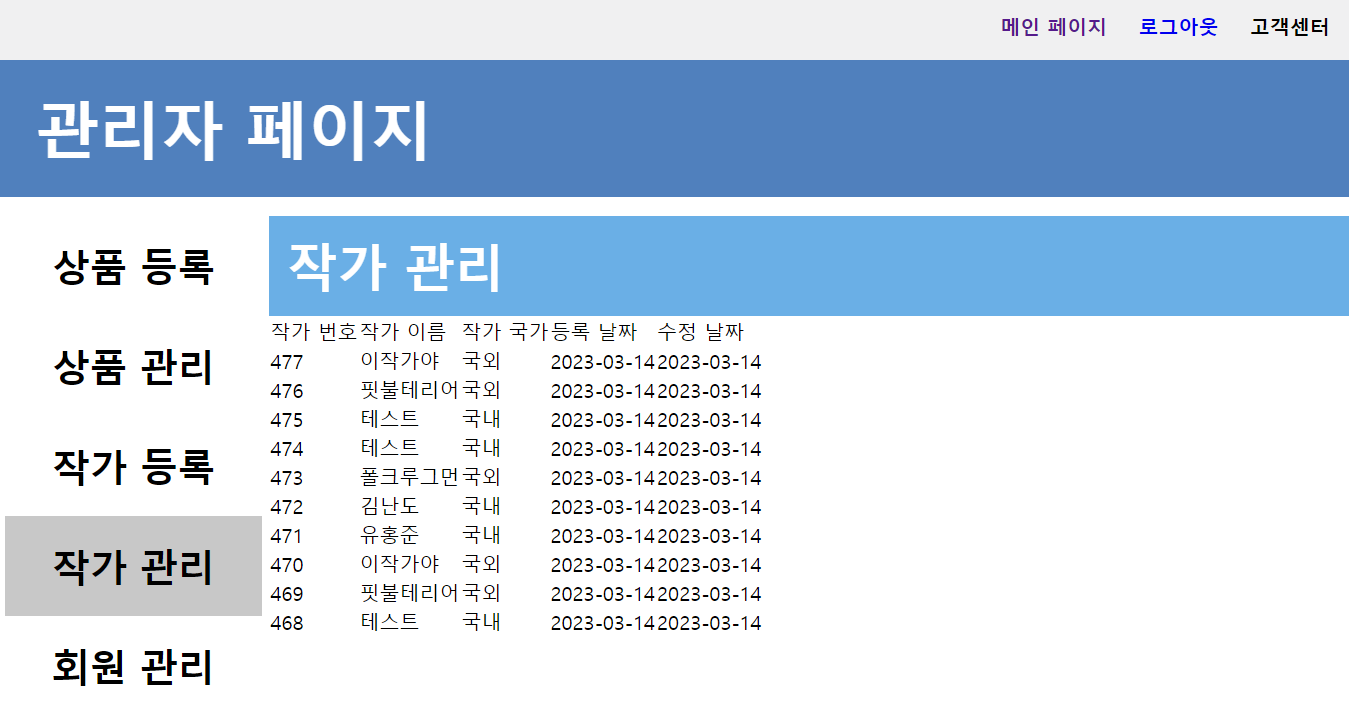 메인 페이지 로그아웃 고객센터
관리자 페이지
상품 등록
상품 관리
작가 등록
작가 관리
회원 관리
작가 관리
작가 번호 작가 이름 작가 국가 등록 날짜 수정 날짜
477 이작가야 국외 2023-03-14 2023-03-14
476 핏불테리어 국외 2023-03-14 2023-03-14
475 테스트 국내 2023-03-14 2023-03-14
474 테스트 국내 2023-03-14 2023-03-14
473 폴크루그먼 국외 2023-03-14 2023-03-14
472 김난도 국내 2023-03-14 2023-03-14
471 유홍준 국내 2023-03-14 2023-03-14
470 이작가야 국외 2023-03-14 2023-03-14
469 핏불테리어 국외 2023-03-14 2023-03-14
468 테스트 국내 2023-03-14 2023-03-14